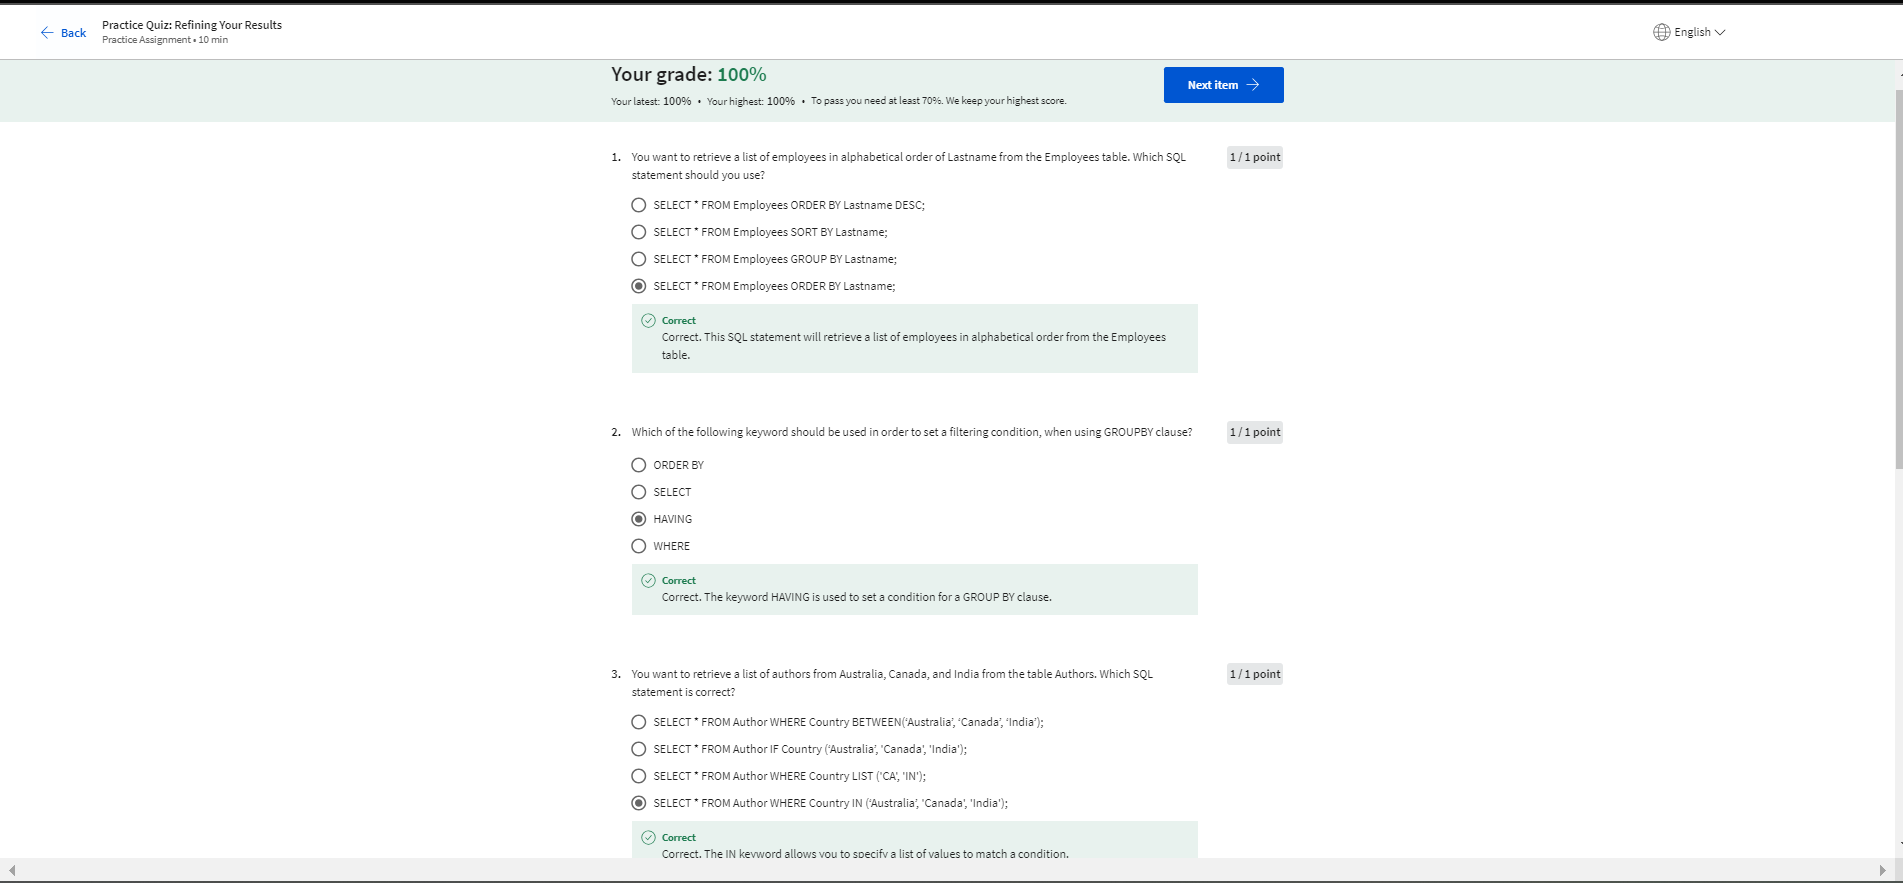 Back
Practice Quiz: Refining Your Results
Practice Assignment • 10 min
English
Your grade: 100%
Your latest: 100% • Your highest: 100% • To pass you need at least 70%. We keep your highest score.
Next item
1. You want to retrieve a list of employees in alphabetical order of Lastname from the Employees table. Which SQL
statement should you use?
1 / 1 point
SELECT * FROM Employees ORDER BY Lastname DESC;
SELECT * FROM Employees SORT BY Lastname;
SELECT * FROM Employees GROUP BY Lastname;
SELECT * FROM Employees ORDER BY Lastname;
Correct
Correct. This SQL statement will retrieve a list of employees in alphabetical order from the Employees
table.
2. Which of the following keyword should be used in order to set a filtering condition, when using GROUPBY clause?
1 / 1 point
ORDER BY
SELECT
HAVING
WHERE
Correct
Correct. The keyword HAVING is used to set a condition for a GROUP BY clause.
3. You want to retrieve a list of authors from Australia, Canada, and India from the table Authors. Which SQL
statement is correct?
1 / 1 point
SELECT * FROM Author WHERE Country BETWEEN(‘Australia’, ‘Canada’, ‘India’);
SELECT * FROM Author IF Country (‘Australia’, 'Canada', 'India');
SELECT * FROM Author WHERE Country LIST ('CA', 'IN');
SELECT * FROM Author WHERE Country IN (‘Australia’, 'Canada', 'India');
Correct
Correct. The IN keyword allows you to specify a list of values to match a condition.